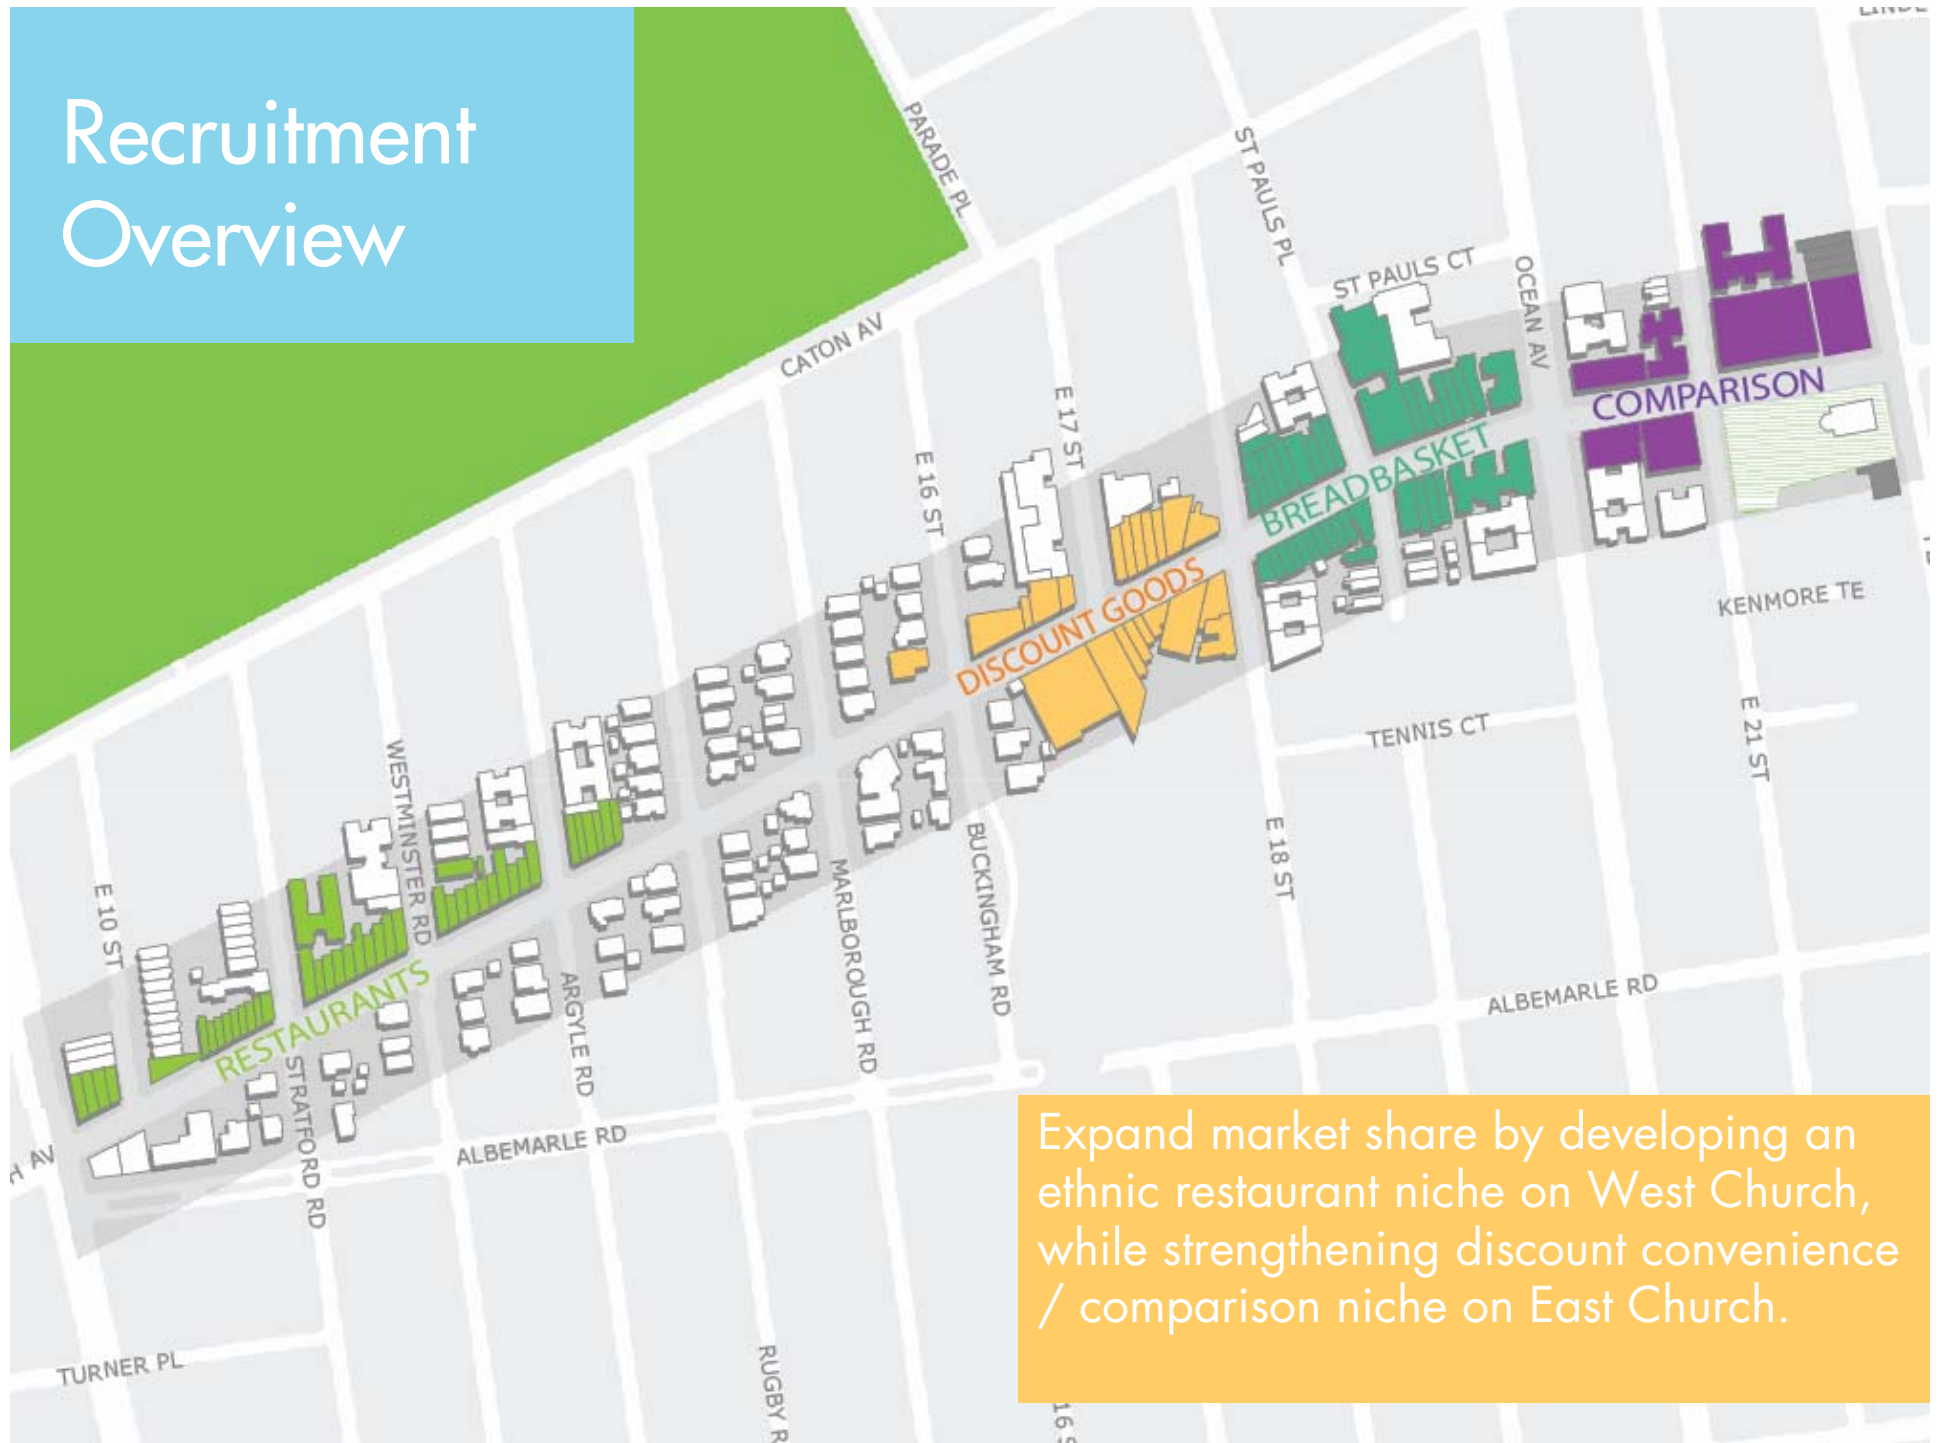 Recruitment
Overview
PARADE PL
ST PAULS PL
ST PAULS CT
OCEAN AV
CATON AV
E 17 ST
E 16 ST
COMPARISON
BREADBASKET
DISCOUNT GOODS
KENMORE TE
TENNIS CT
E 21 ST
WESTMINSTER RD
E 18 ST
BUCKINGHAM RD
MARLBOROUGH RD
E 10 ST
RESTAURANTS
ARGYLE RD
STRATFORD RD
ALBEMARLE RD
ALBEMARLE RD
AV
TURNER PL
RUGBY R
Expand market share by developing an
ethnic restaurant niche on West Church,
while strengthening discount convenience
/ comparison niche on East Church.